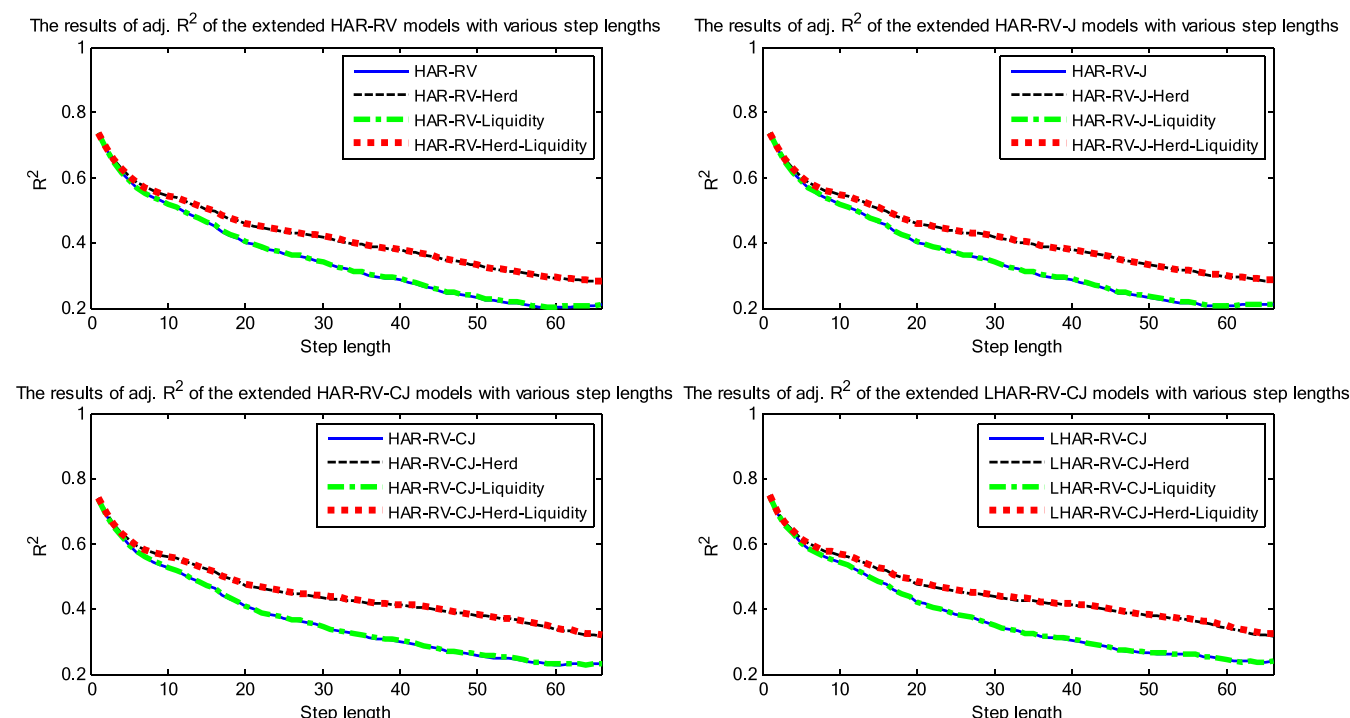 The results of adj. R² of the extended HAR-RV models with various step lengths
1
0.8
0.6
0.4
0.2
R²
HAR-RV
HAR-RV-Herd
HAR-RV-Liquidity
HAR-RV-Herd-Liquidity
0 10 20 30 40 50 60
Step length
The results of adj. R² of the extended HAR-RV-J models with various step lengths
1
0.8
0.6
0.4
0.2
R²
HAR-RV-J
HAR-RV-J-Herd
HAR-RV-J-Liquidity
HAR-RV-J-Herd-Liquidity
0 10 20 30 40 50 60
Step length
The results of adj. R² of the extended HAR-RV-CJ models with various step lengths
1
0.8
0.6
0.4
0.2
R²
HAR-RV-CJ
HAR-RV-CJ-Herd
HAR-RV-CJ-Liquidity
HAR-RV-CJ-Herd-Liquidity
0 10 20 30 40 50 60
Step length
The results of adj. R² of the extended LHAR-RV-CJ models with various step lengths
1
0.8
0.6
0.4
0.2
R²
LHAR-RV-CJ
LHAR-RV-CJ-Herd
LHAR-RV-CJ-Liquidity
LHAR-RV-CJ-Herd-Liquidity
0 10 20 30 40 50 60
Step length